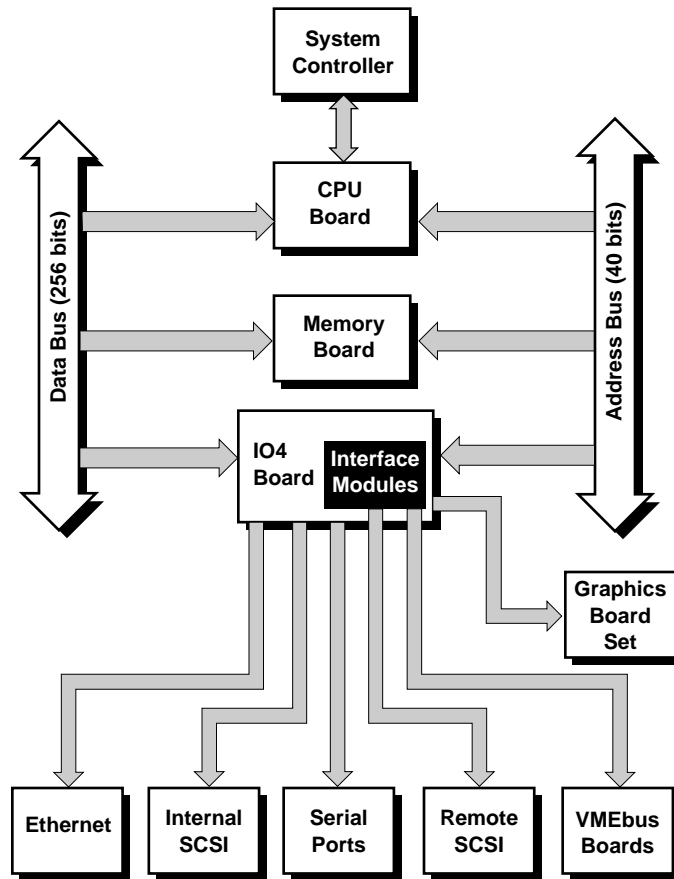 System
Controller
CPU
Board
Data Bus (256 bits)
Address Bus (40 bits)
Memory
Board
IO4
Board
Interface
Modules
Graphics
Board
Set
Ethernet
Internal
SCSI
Serial
Ports
Remote
SCSI
VMEbus
Boards